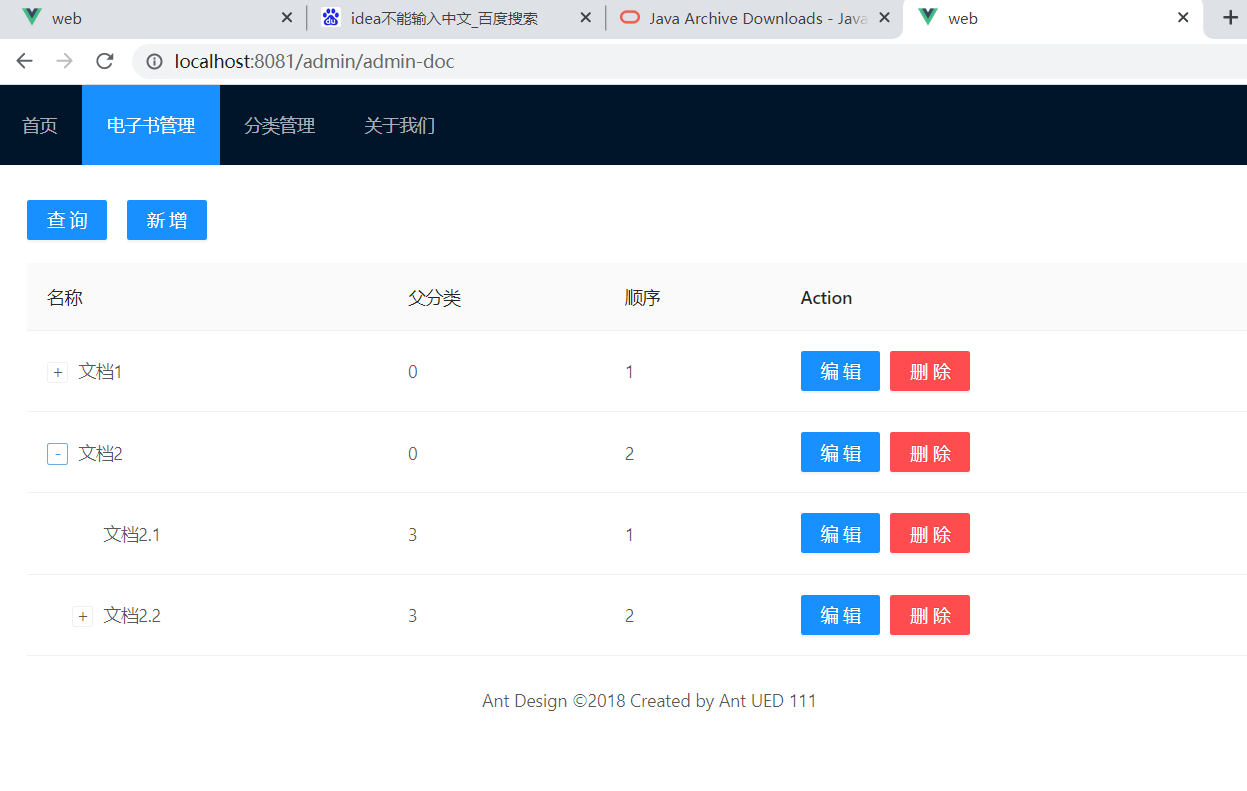 web
idea不能输入中文_百度搜索
Java Archive Downloads - Java
web
localhost:8081/admin/admin-doc
首页 电子书管理 分类管理 关于我们
查 询 新 增
名称 父分类 顺序 Action
+ 文档1 0 1 编 辑 删 除
- 文档2 0 2 编 辑 删 除
文档2.1 3 1 编 辑 删 除
+ 文档2.2 3 2 编 辑 删 除
Ant Design ©2018 Created by Ant UED 111